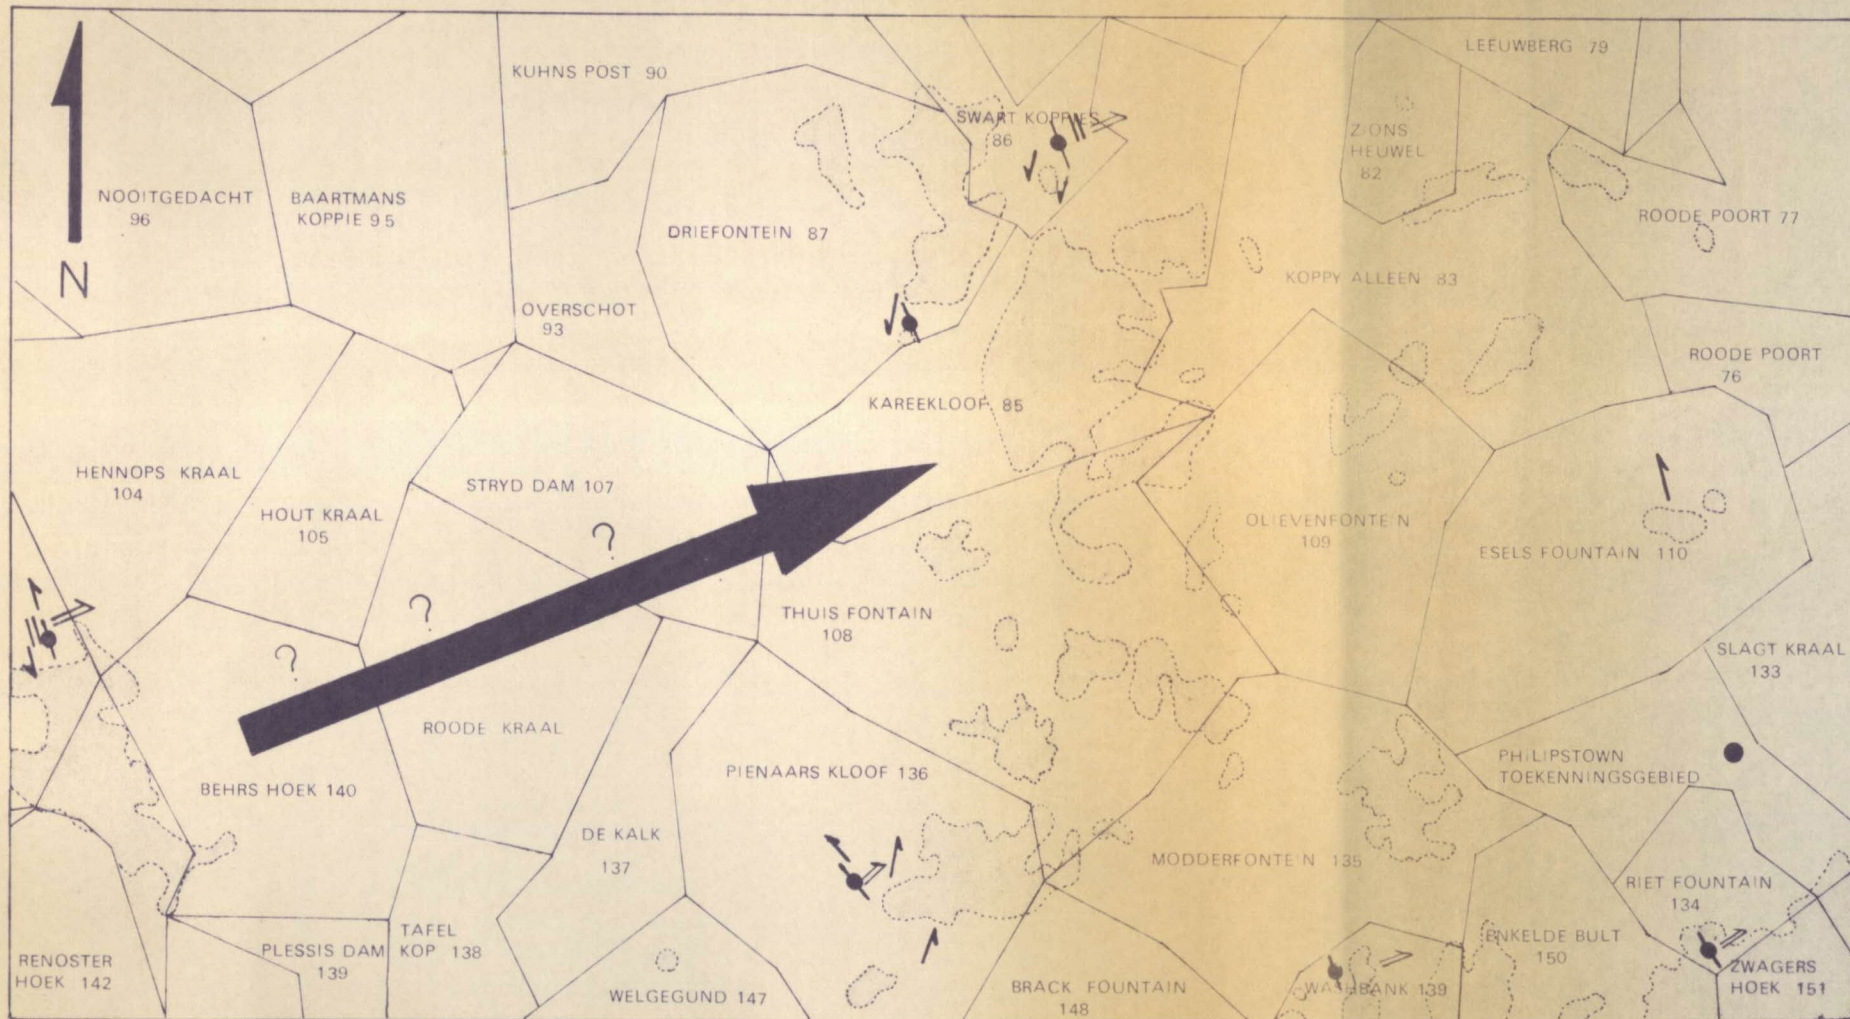 LEEUWBERG 79
KUHNS POST 90
SWART KOPPIES
86
ZIONS
HEUWEL
82
NOOITGEDACHT
96
BAARTMANS
KOPPIE 95
DRIEFONTEIN 87
ROODE POORT 77
N
KOPPY ALLEEN 83
OVERSCHOT
93
ROODE POORT
76
KAREEKLOOF 85
HENNOPS KRAAL
104
STRYD DAM 107
HOUT KRAAL
105
?
OLIEVENFONTEIN
109
ESELS FOUNTAIN 110
?
THUIS FONTAIN
108
?
SLAGT KRAAL
133
ROODE KRAAL
PIENAARS KLOOF 136
PHILIPSTOWN
TOEKENNINGSGEBIED
BEHRS HOEK 140
DE KALK
137
MODDERFONTEIN 135
RIET FOUNTAIN
134
TAFEL
KOP 138
PLESSIS DAM
139
ENKELDE BULT
150
RENOSTER
HOEK 142
ZWAGERS
HOEK 151
WELGEGUND 147
BRACK FOUNTAIN
148
WASHBANK 139